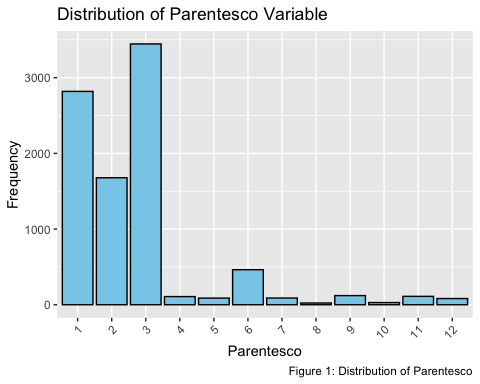 Distribution of Parentesco Variable
Frequency
3000
2000
1000
0
1 2 3 4 5 6 7 8 9 10 11 12
Parentesco
Figure 1: Distribution of Parentesco